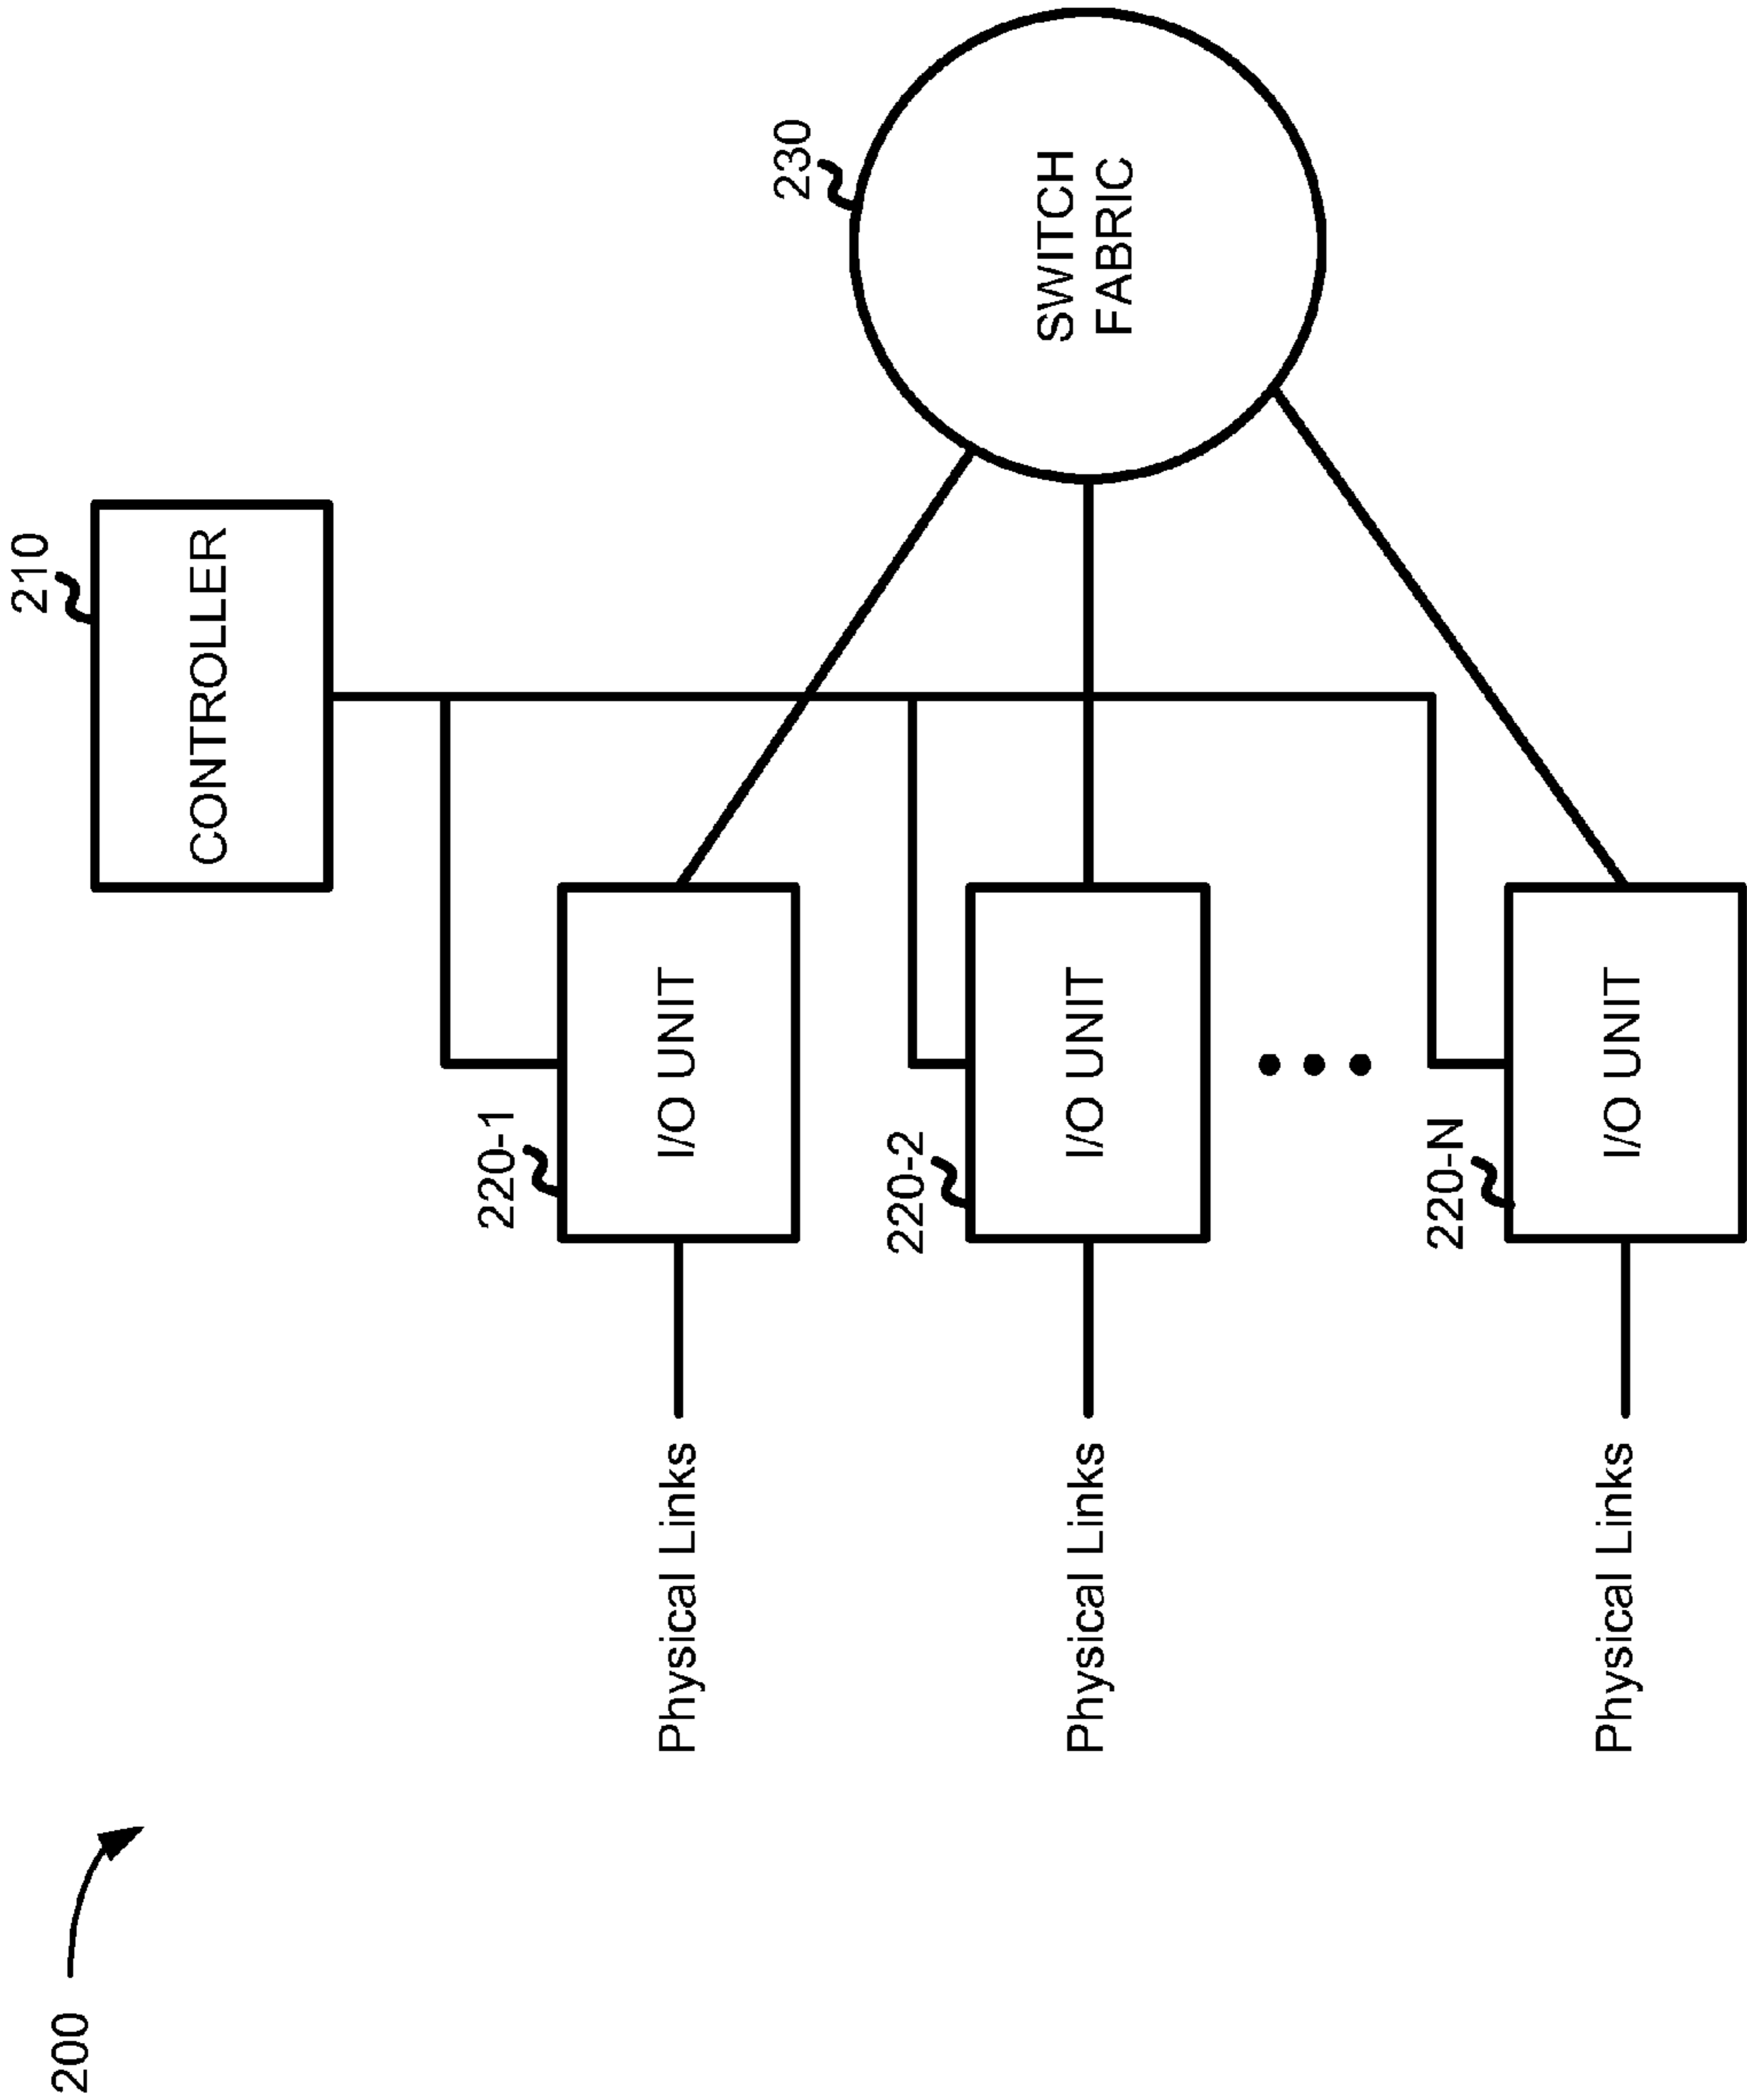 200
210
CONTROLLER
220-1
I/O UNIT
Physical Links
230
SWITCH
FABRIC
220-2
I/O UNIT
Physical Links
220-N
I/O UNIT
Physical Links